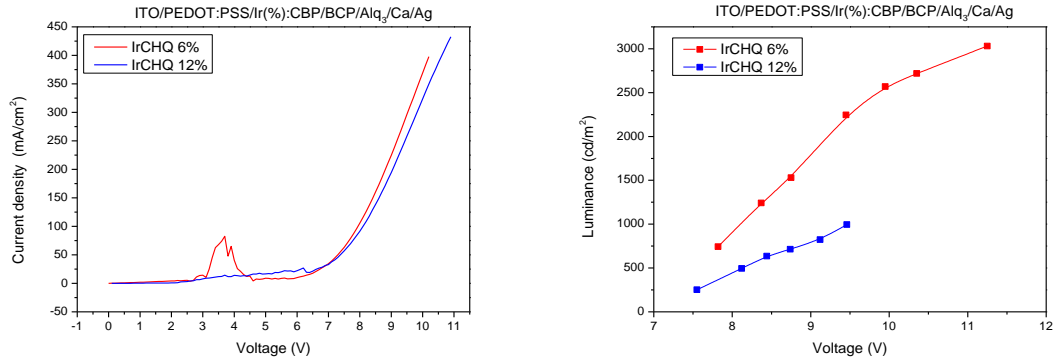 ITO/PEDOT:PSS/Ir(%):CBP/BCP/Alq₃/Ca/Ag
450
400
350
300
250
200
150
100
50
0
-50
Current density (mA/cm²)
IrCHQ 6%
IrCHQ 12%
-1 0 1 2 3 4 5 6 7 8 9 10 11
Voltage (V)
ITO/PEDOT:PSS/Ir(%):CBP/BCP/Alq₃/Ca/Ag
3000
2500
2000
1500
1000
500
0
Luminance (cd/m²)
IrCHQ 6%
IrCHQ 12%
7 8 9 10 11 12
Voltage (V)